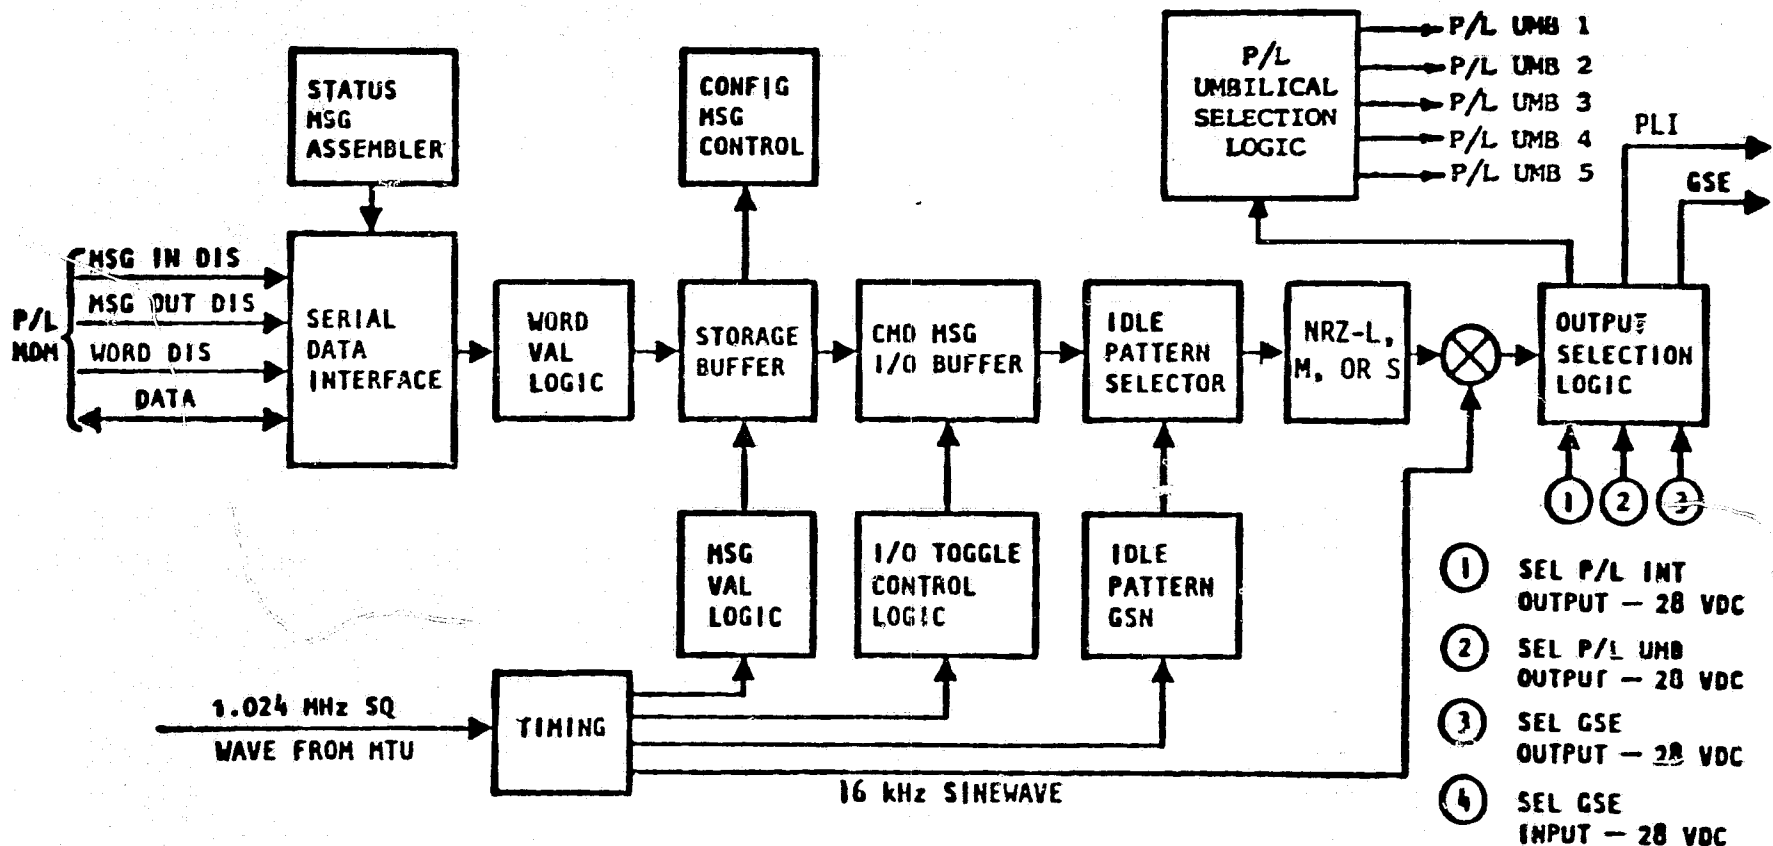 STATUS
MSG
ASSEMBLER
CONFIG
MSG
CONTROL
P/L
UMBILICAL
SELECTION
LOGIC
P/L UMB 1
P/L UMB 2
P/L UMB 3
P/L UMB 4
P/L UMB 5
PLI
GSE
P/L
MDM
MSG IN DIS
MSG OUT DIS
WORD DIS
DATA
SERIAL
DATA
INTERFACE
WORD
VAL
LOGIC
STORAGE
BUFFER
CMD MSG
I/O BUFFER
IDLE
PATTERN
SELECTOR
NRZ-L,
M, OR S
OUTPUT
SELECTION
LOGIC
1 2 3
MSG
VAL
LOGIC
I/O TOGGLE
CONTROL
LOGIC
IDLE
PATTERN
GSN
1.024 MHz SQ
WAVE FROM MTU
TIMING
16 kHz SINEWAVE
1 SEL P/L INT
OUTPUT — 28 VDC
2 SEL P/L UMB
OUTPUT — 28 VDC
3 SEL GSE
OUTPUT — 28 VDC
4 SEL GSE
INPUT — 28 VDC